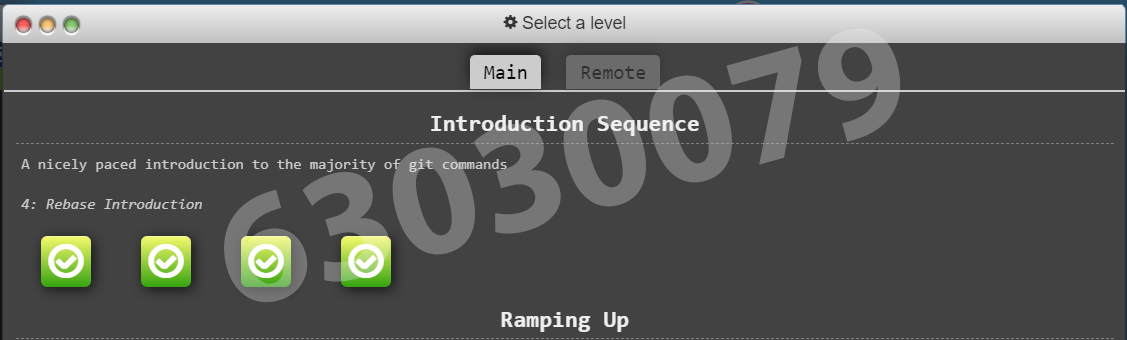 Select a level
Main Remote
Introduction Sequence
A nicely paced introduction to the majority of git commands
4: Rebase Introduction
63030079
Ramping Up